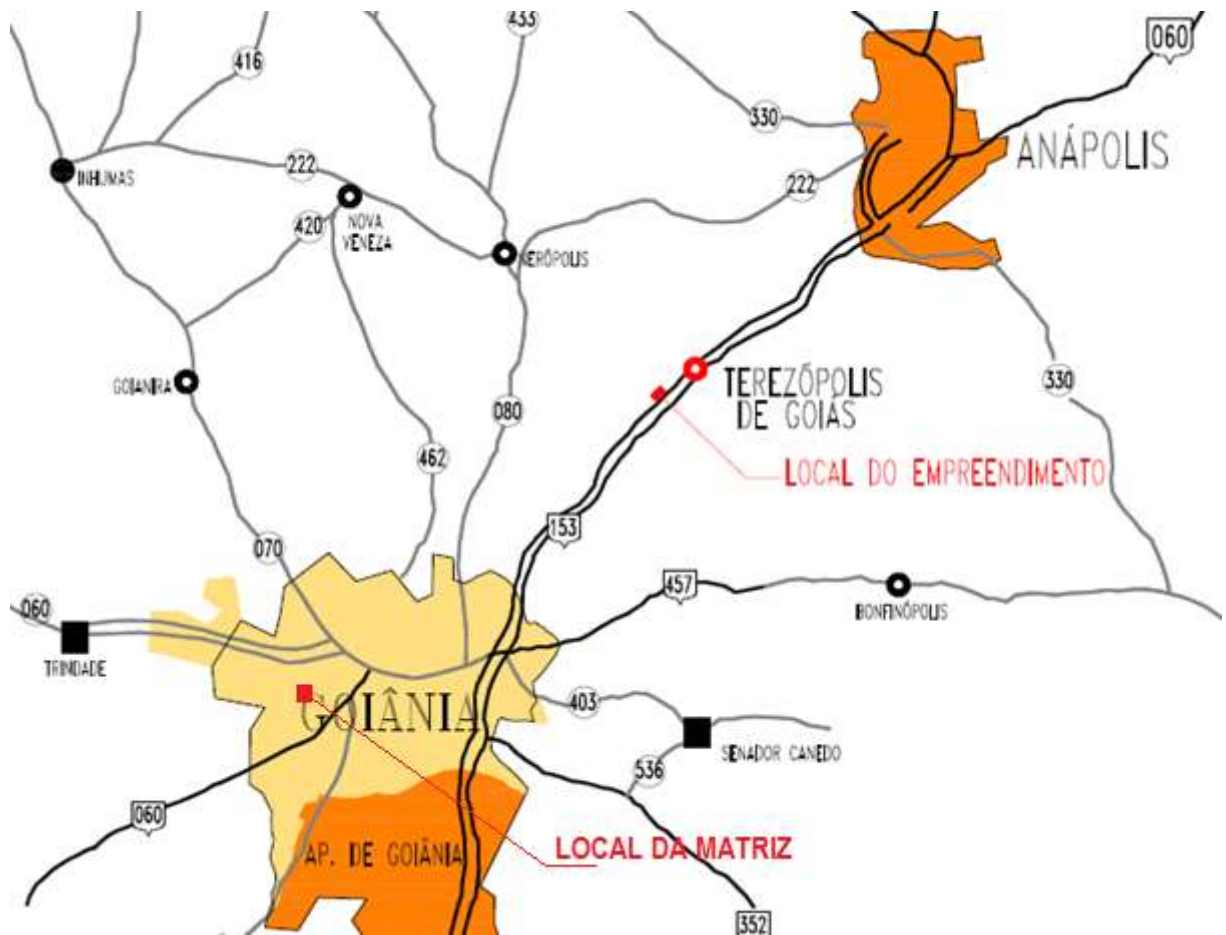 433
060
416
330
ANÁPOLIS
222
INHUMAS
222
420
NOVA
VENEZA
NERÓPOLIS
TEREZÓPOLIS
DE GOIÁS
330
GOIANIRA
080
462
LOCAL DO EMPREENDIMENTO
153
070
457
060
BONFINÓPOLIS
TRINDADE
GOIÂNIA
403
SENADOR CANEDO
536
060
AP. DE GOIÂNIA
LOCAL DA MATRIZ
352